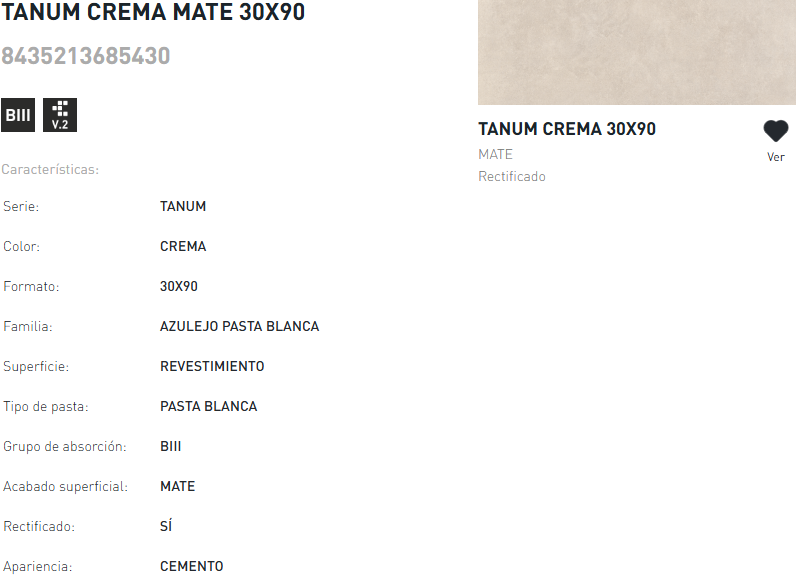 TANUM CREMA MATE 30X90
8435213685430
BIII
V.2
Características:
Serie: TANUM
Color: CREMA
Formato: 30X90
Familia: AZULEJO PASTA BLANCA
Superficie: REVESTIMIENTO
Tipo de pasta: PASTA BLANCA
Grupo de absorción: BIII
Acabado superficial: MATE
Rectificado: SÍ
Apariencia: CEMENTO
TANUM CREMA 30X90
MATE
Rectificado
Ver